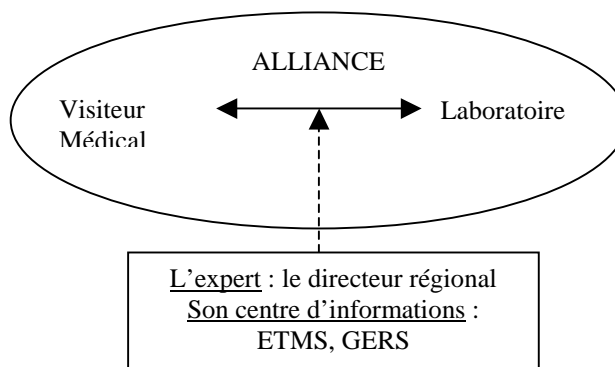 ALLIANCE
Visiteur
Médical
Laboratoire
L'expert : le directeur régional
Son centre d'informations :
ETMS, GERS